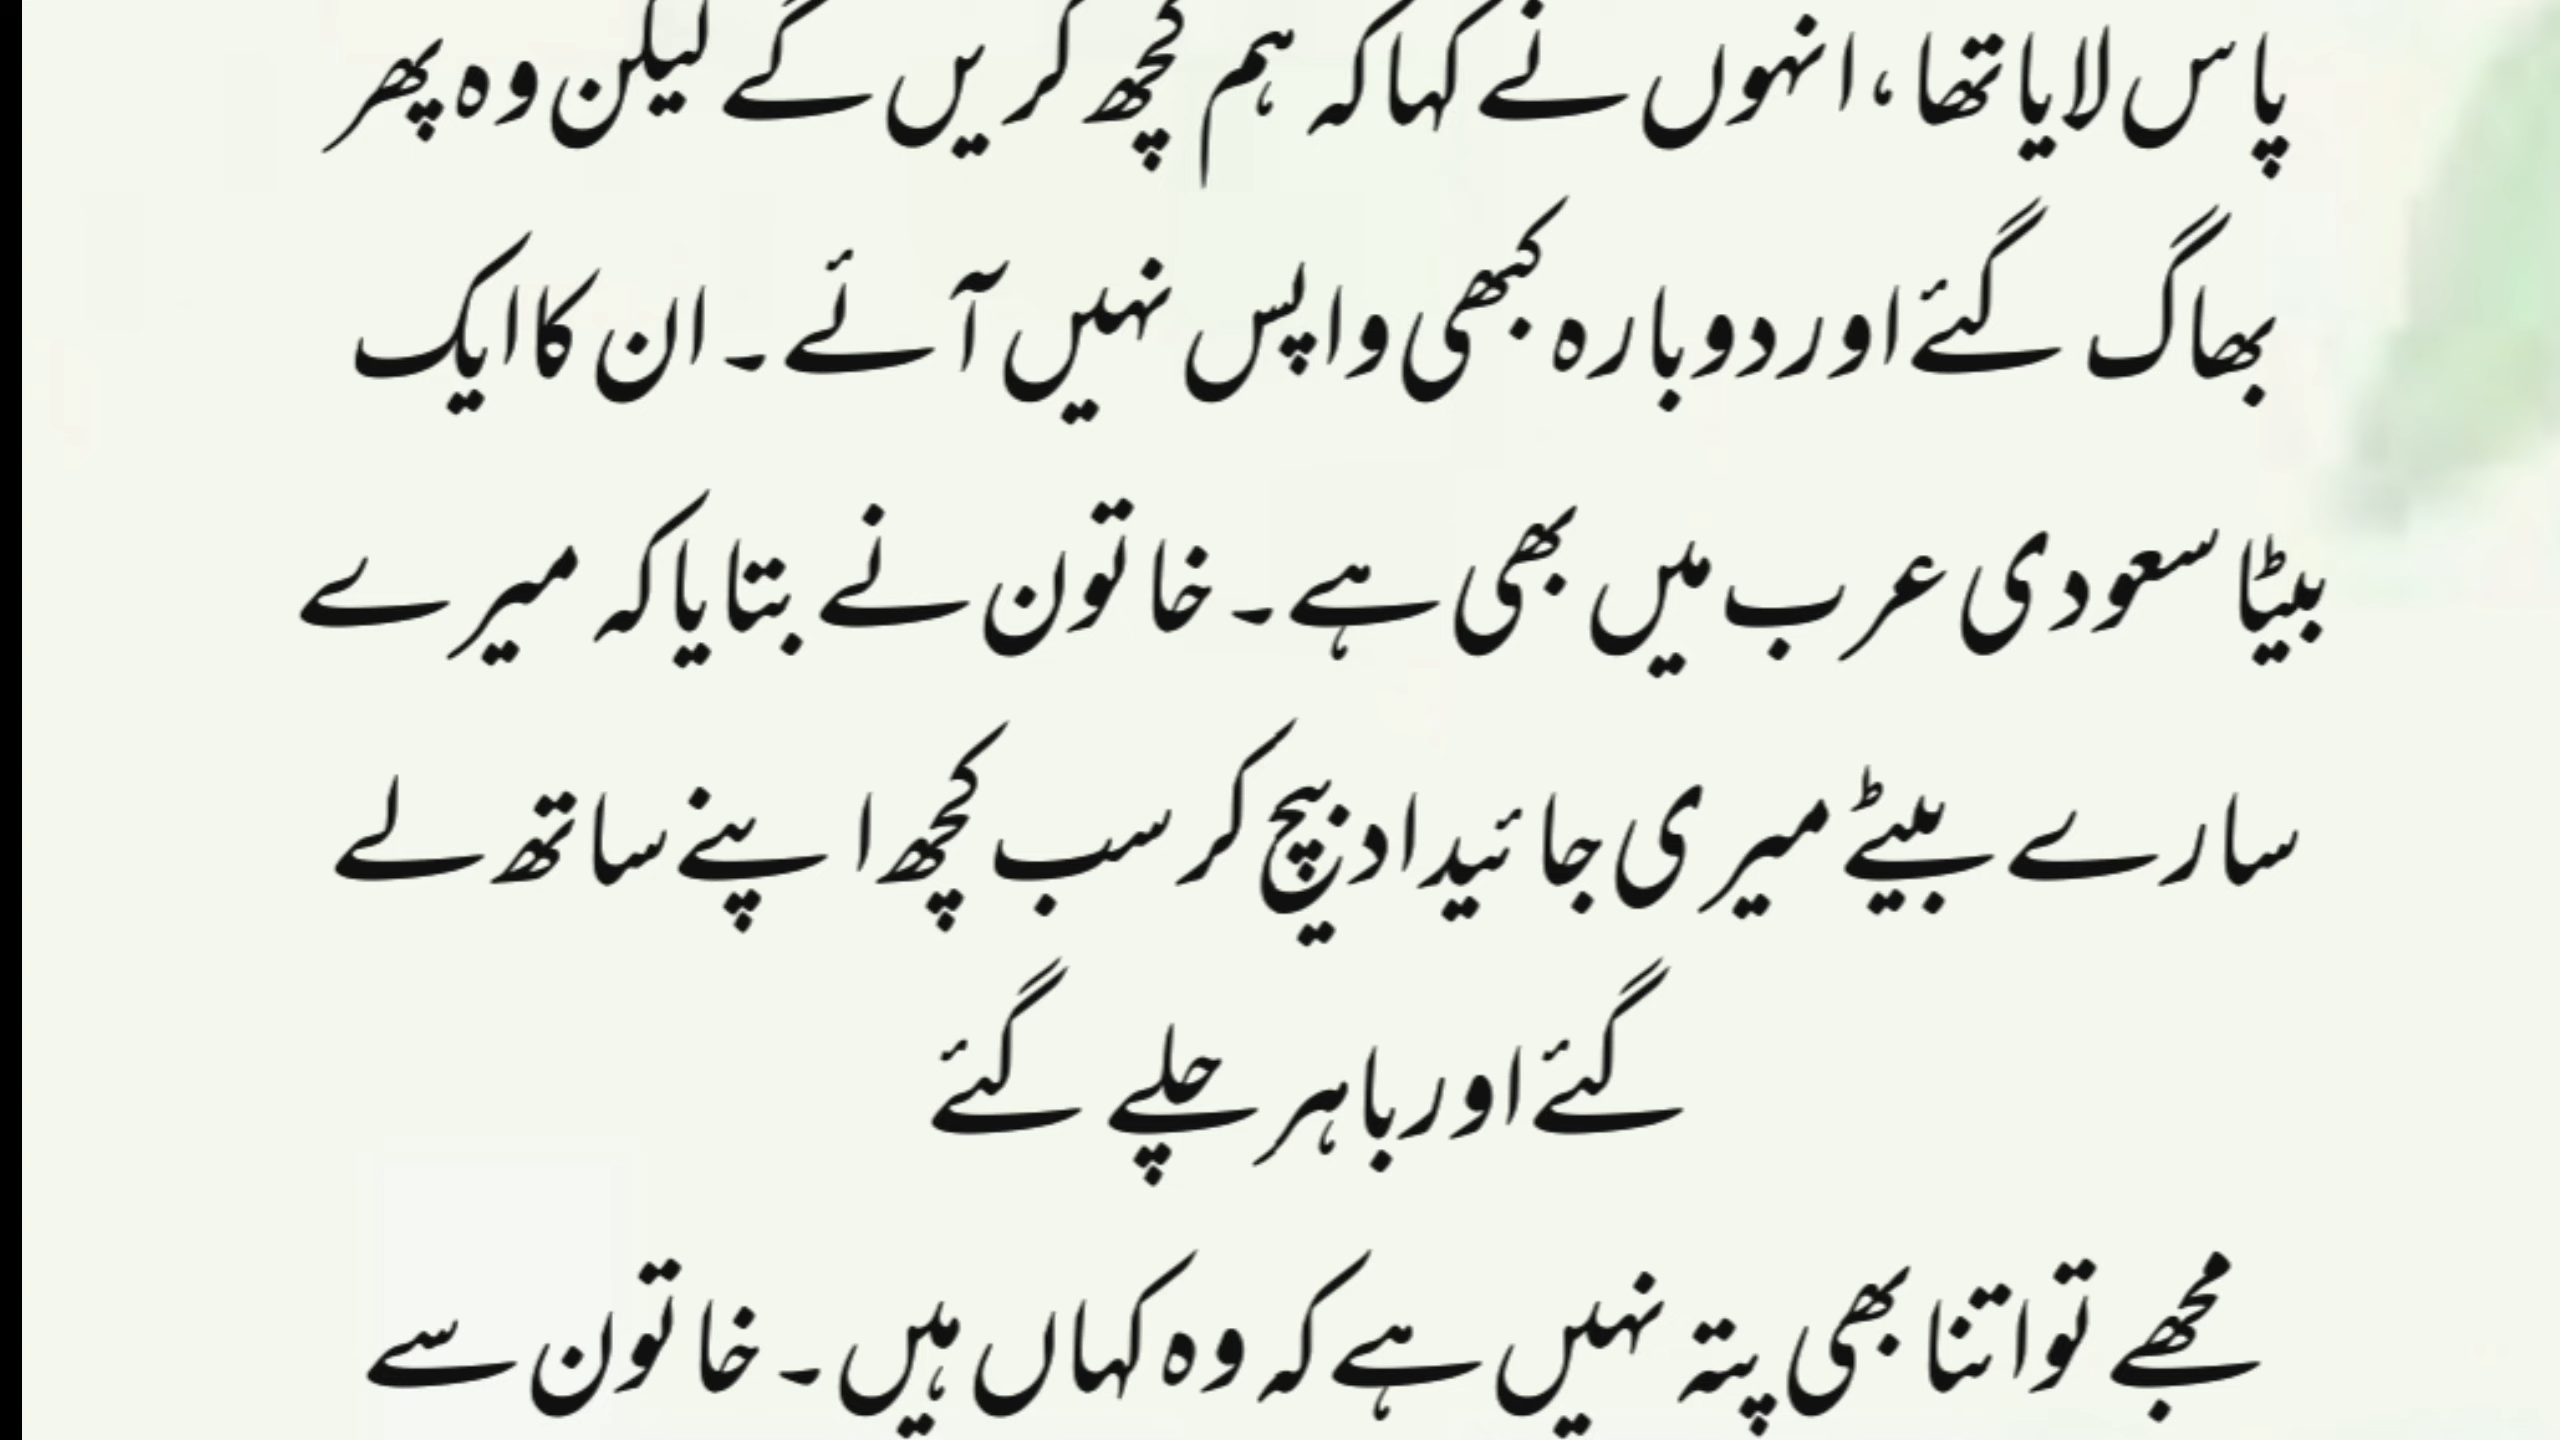 پاس لایا تھا، انہوں نے کہا کہ ہم کچھ کریں گے لیکن وہ پھر
بھاگ گئے اور دوبارہ کبھی واپس نہیں آئے۔ ان کا ایک
بیٹا سعودی عرب میں بھی ہے۔ خاتون نے بتایا کہ میرے
سارے بیٹے میری جائیداد بیچ کر سب کچھ اپنے ساتھ لے
گئے اور باہر چلے گئے
مجھے تو اتنا بھی پتہ نہیں ہے کہ وہ کہاں ہیں۔ خاتون سے